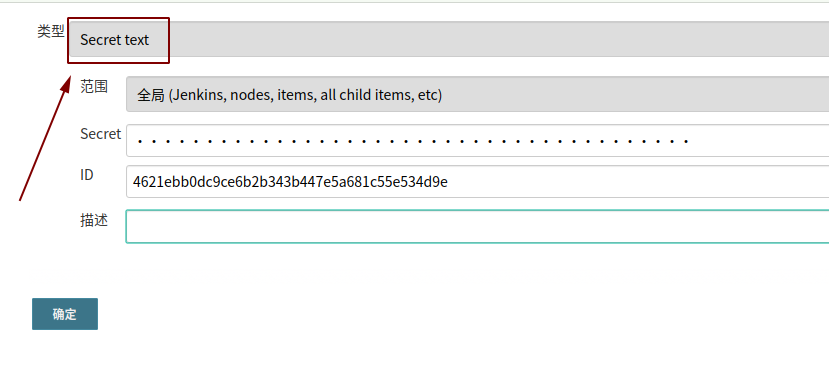 类型 Secret text
范围 全局 (Jenkins, nodes, items, all child items, etc)
Secret ········································
ID 4621ebb0dc9ce6b2b343b447e5a681c55e534d9e
描述
确定